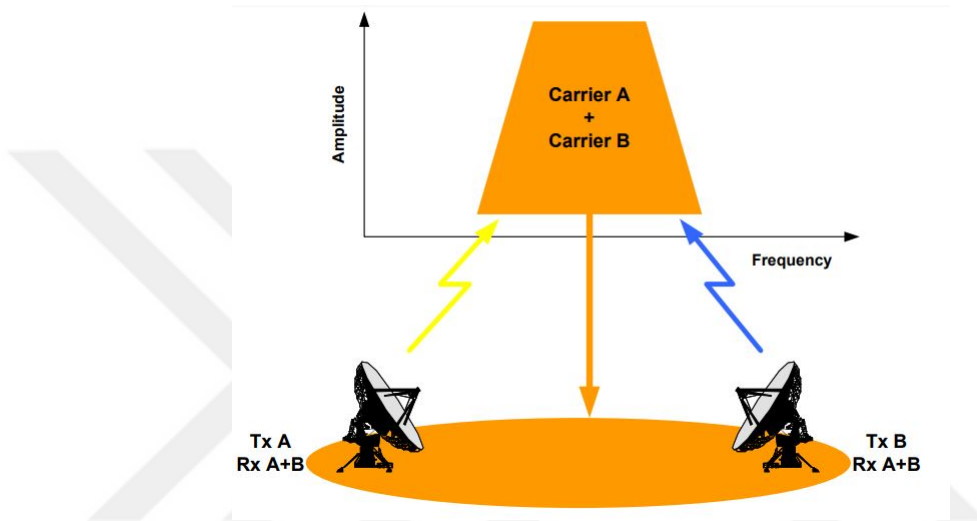 Amplitude
Carrier A
+
Carrier B
Frequency
Tx A
Rx A+B
Tx B
Rx A+B